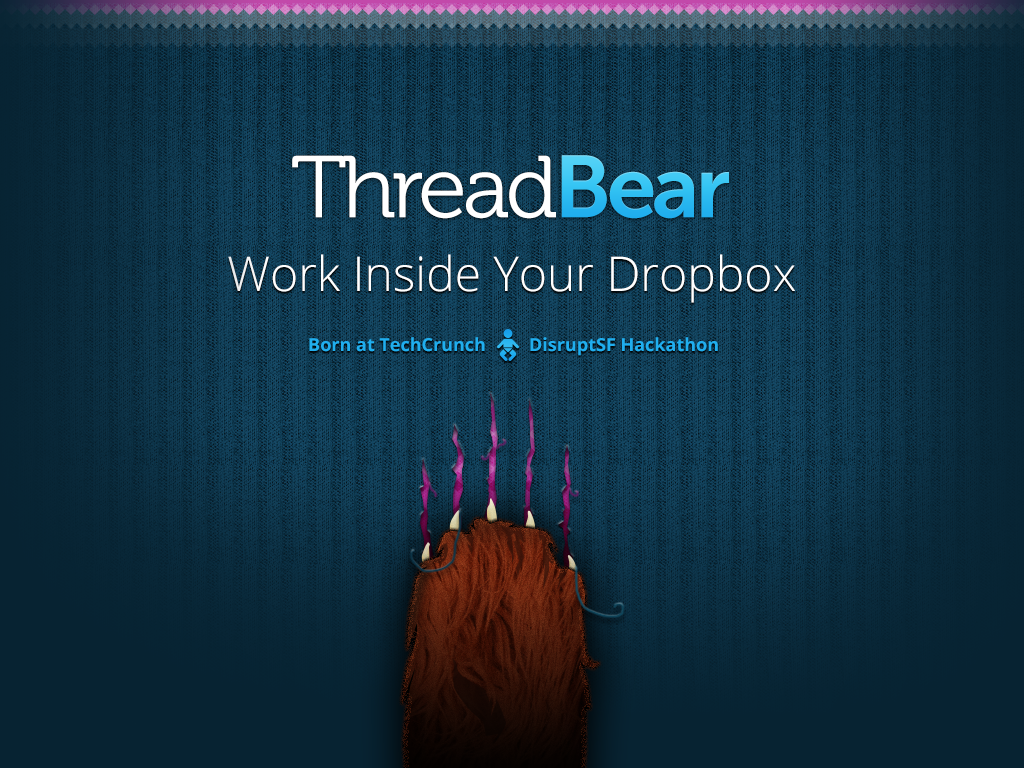 ThreadBear
Work Inside Your Dropbox
Born at TechCrunch DisruptSF Hackathon